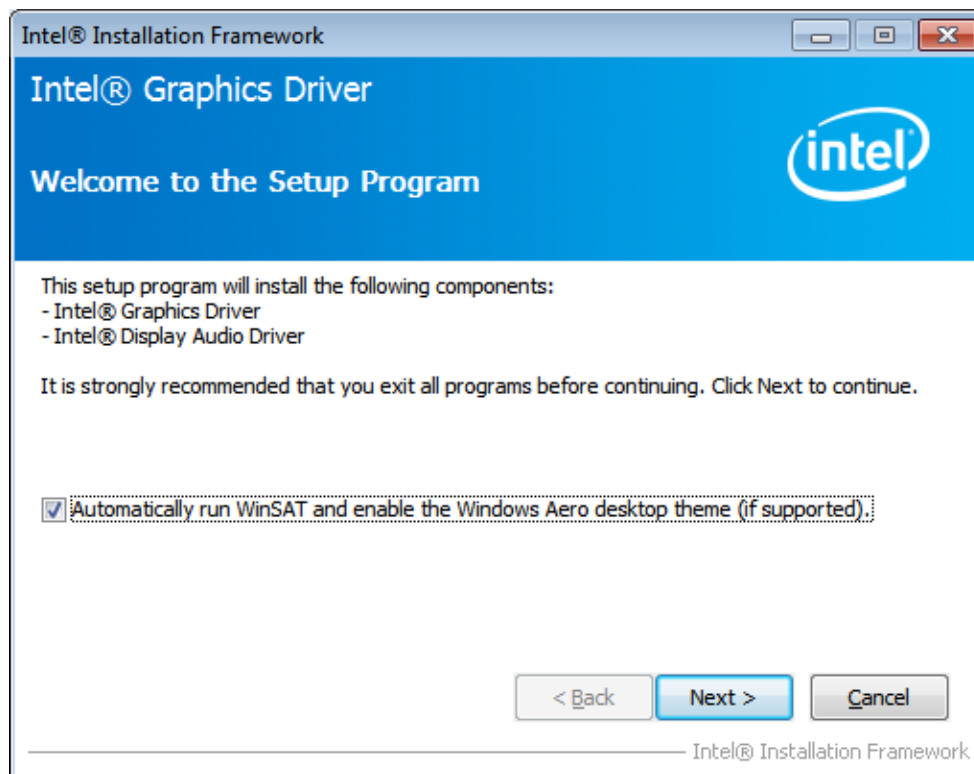 Intel® Installation Framework
Intel® Graphics Driver
intel®
Welcome to the Setup Program
This setup program will install the following components:
- Intel® Graphics Driver
- Intel® Display Audio Driver
It is strongly recommended that you exit all programs before continuing. Click Next to continue.
Automatically run WinSAT and enable the Windows Aero desktop theme (if supported).
< Back Next > Cancel
Intel® Installation Framework